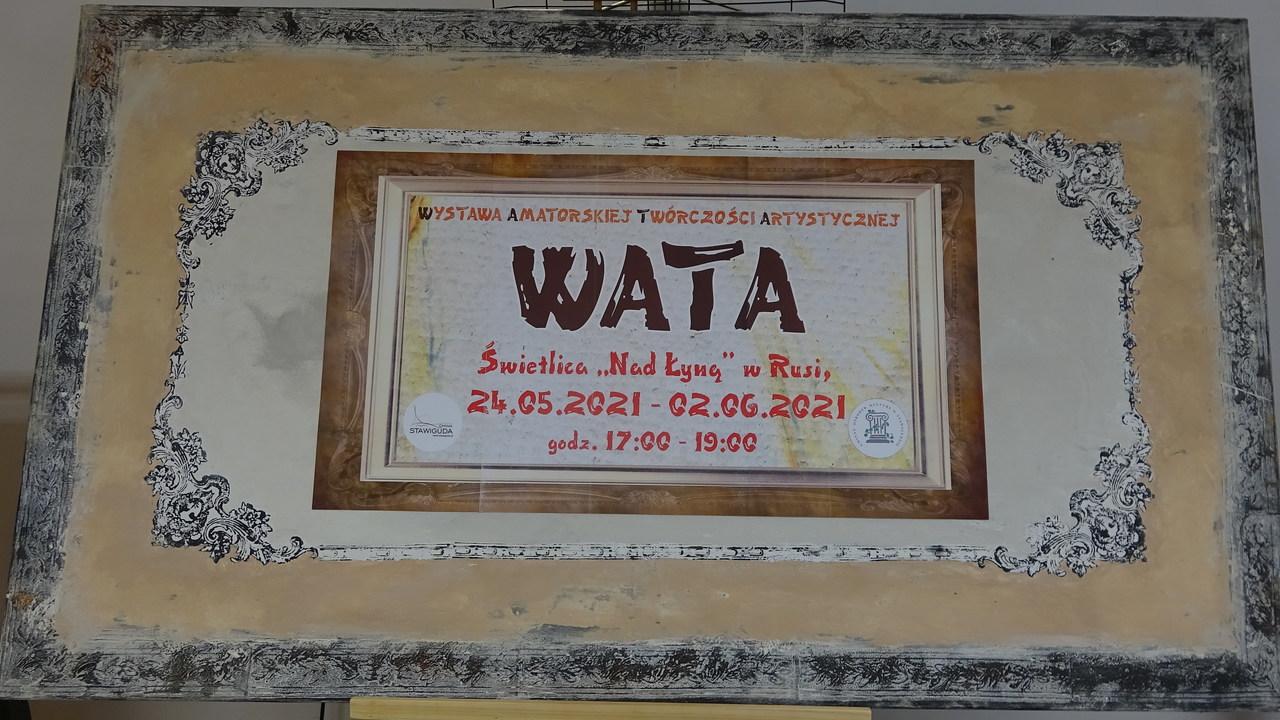 WYSTAWA AMATORSKIEJ TWÓRCZOŚCI ARTYSTYCZNEJ
WATA
Świetlica „Nad Łyną” w Rusi,
24.05.2021 - 02.06.2021
godz. 17:00 - 19:00
STAWIGUDA